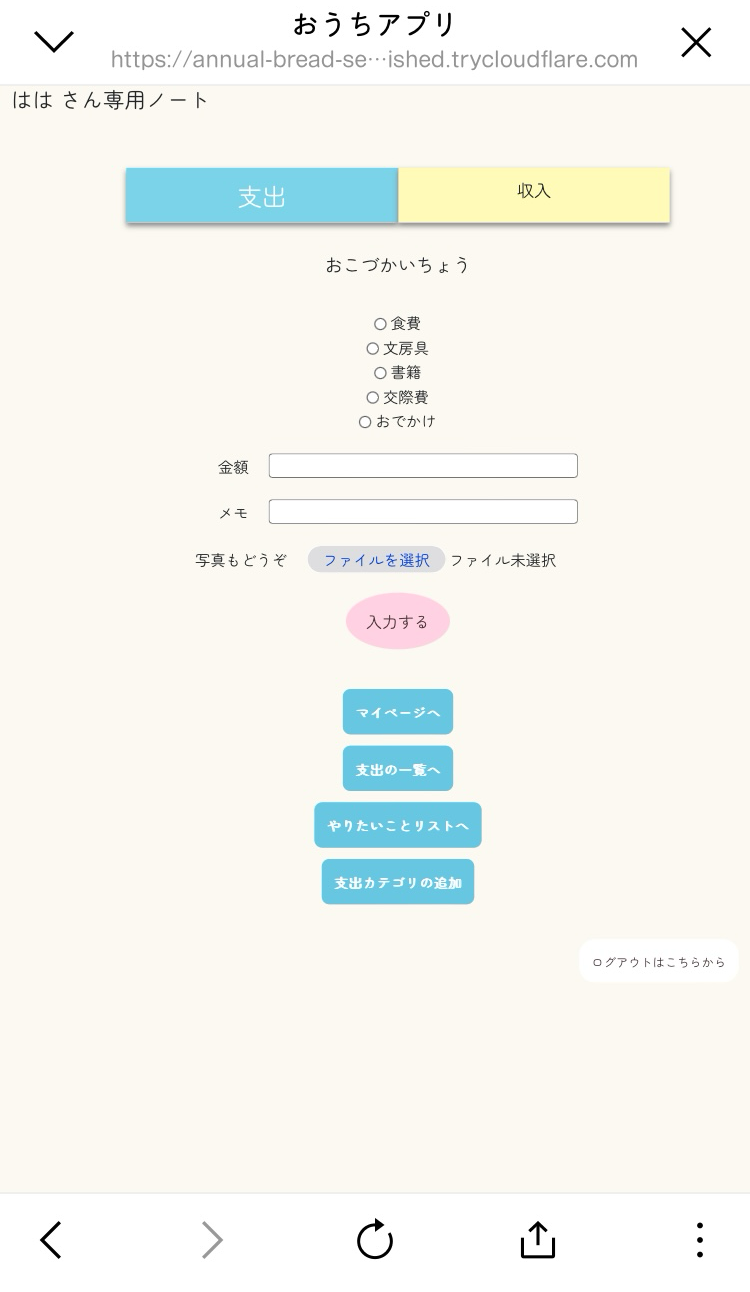 おうちアプリ
https://annual-bread-se…ished.trycloudflare.com
はは さん専用ノート
支出
収入
おこづかいちょう
食費
文房具
書籍
交際費
おでかけ
金額
メモ
写真もどうぞ ファイルを選択 ファイル未選択
入力する
マイページへ
支出の一覧へ
やりたいことリストへ
支出カテゴリの追加
ログアウトはこちらから